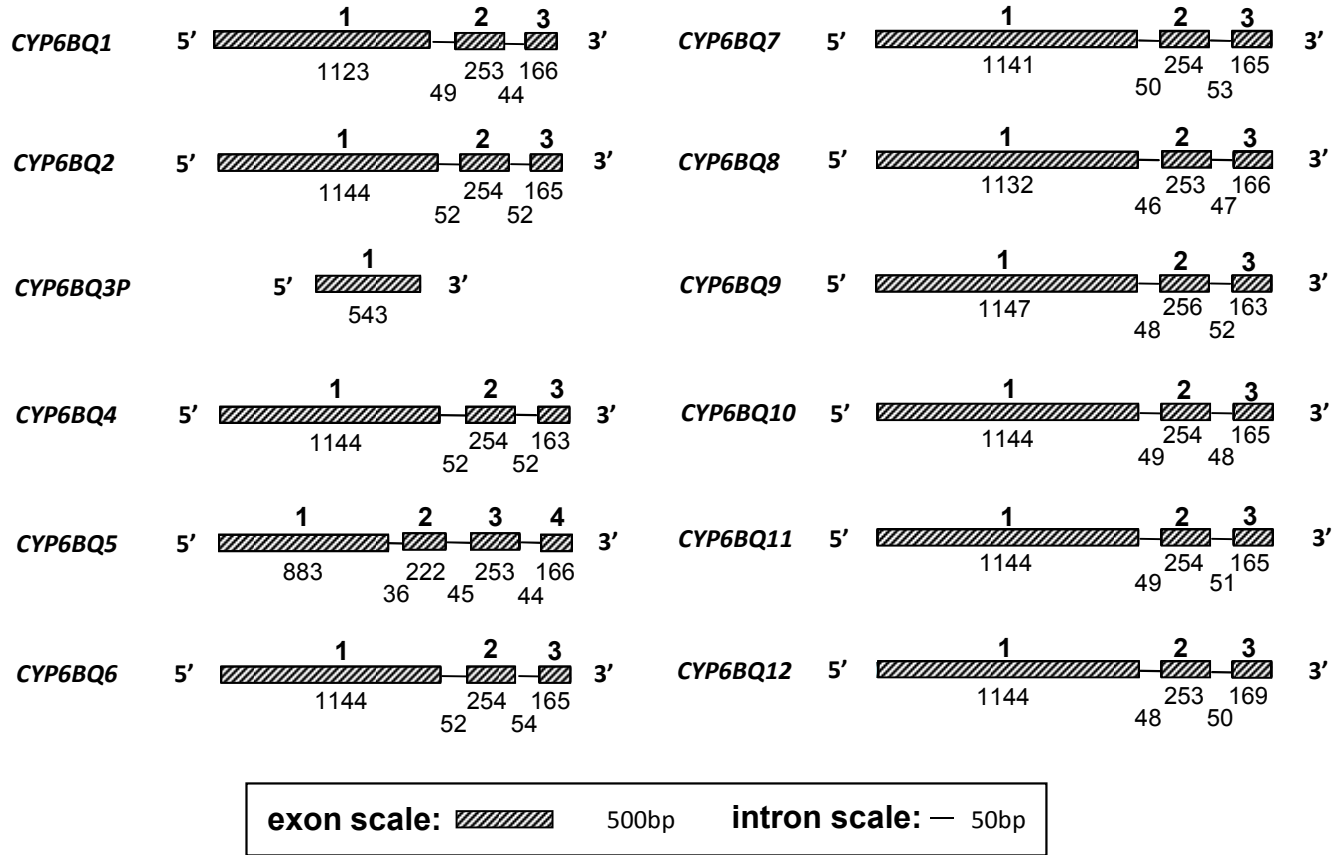 1 2 3
CYP6BQ1 5’ 3’
1123 253 166
49 44
1 2 3
CYP6BQ2 5’ 3’
1144 254 165
52 52
1
CYP6BQ3P 5’ 3’
543
1 2 3
CYP6BQ4 5’ 3’
1144 254 163
52 52
1 2 3 4
CYP6BQ5 5’ 3’
883 222 253 166
36 45 44
1 2 3
CYP6BQ6 5’ 3’
1144 254 165
52 54
1 2 3
CYP6BQ7 5’ 3’
1141 254 165
50 53
1 2 3
CYP6BQ8 5’ 3’
1132 253 166
46 47
1 2 3
CYP6BQ9 5’ 3’
1147 256 163
48 52
1 2 3
CYP6BQ10 5’ 3’
1144 254 165
49 48
1 2 3
CYP6BQ11 5’ 3’
1144 254 165
49 51
1 2 3
CYP6BQ12 5’ 3’
1144 253 169
48 50
exon scale: 500bp intron scale: 50bp